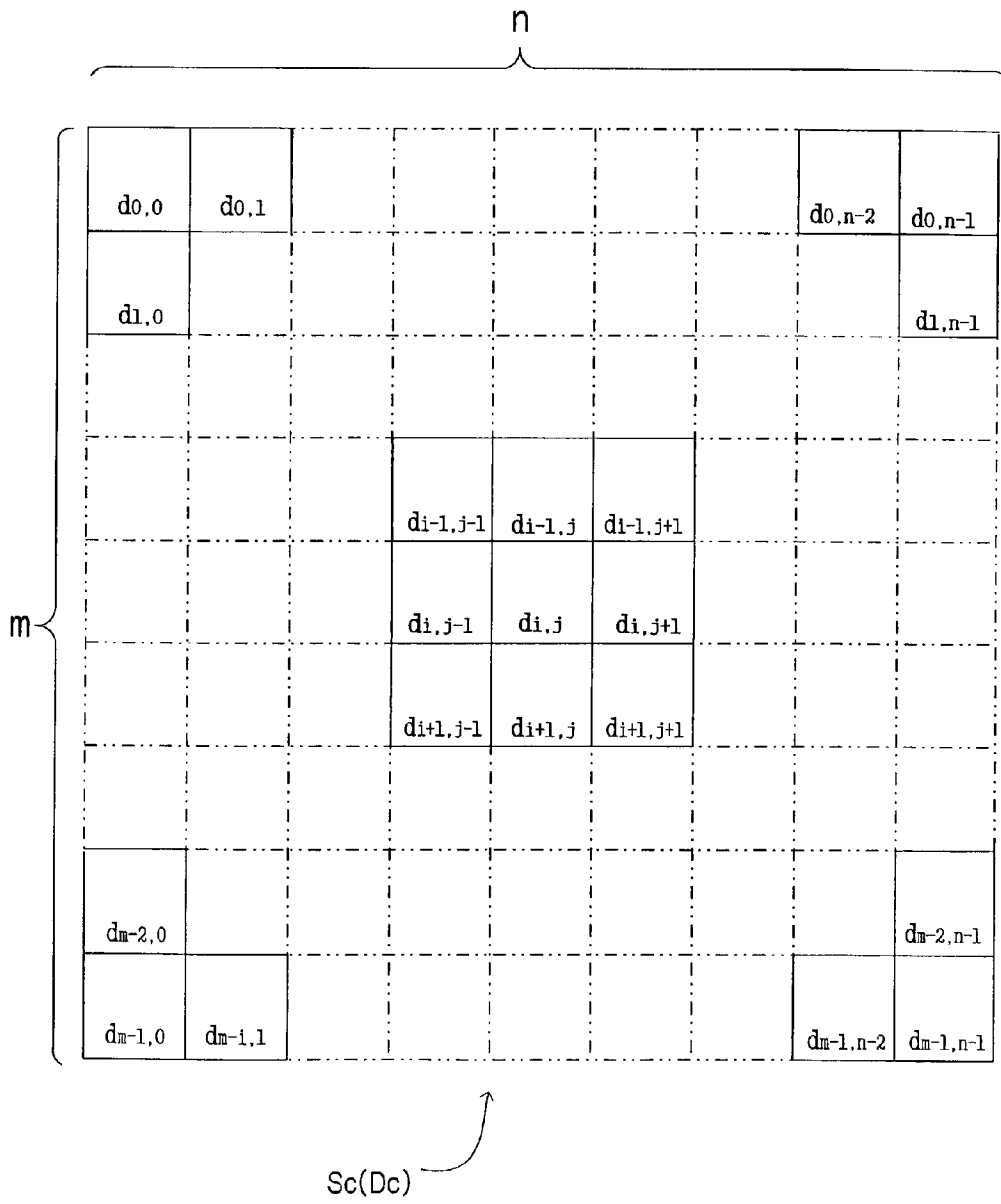 n
d0,0 d0,1 d0,n-2 d0,n-1
d1,0 d1,n-1
di-1,j-1 di-1,j di-1,j+1
m
di,j-1 di,j di,j+1
di+1,j-1 di+1,j di+1,j+1
dm-2,0 dm-2,n-1
dm-1,0 dm-i,1 dm-1,n-2 dm-1,n-1
Sc(Dc)